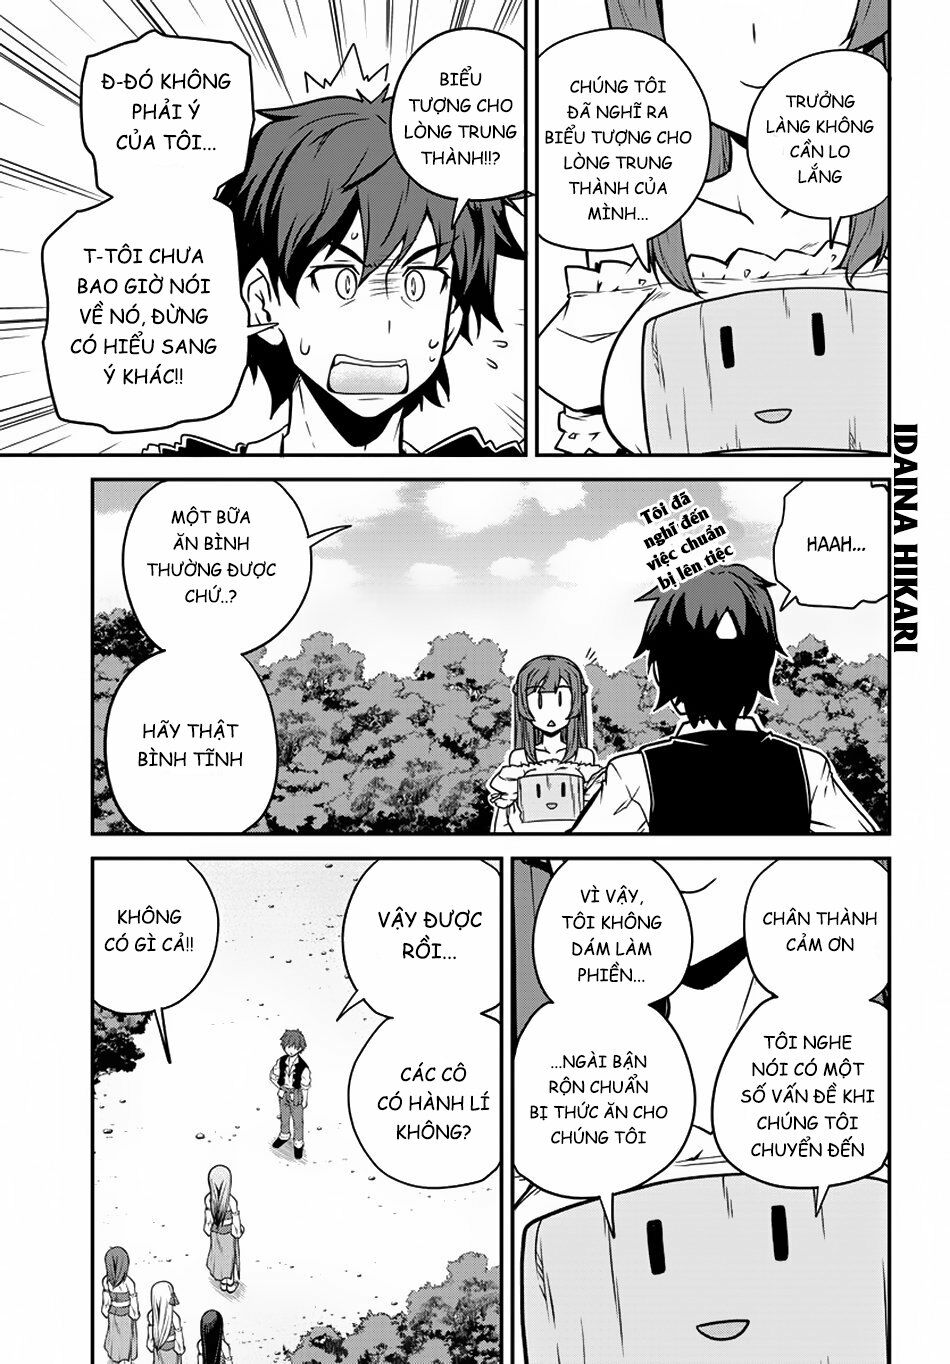 TRƯỞNG
LÀNG KHÔNG
CẦN LO
LẮNG
CHÚNG TÔI
ĐÃ NGHĨ RA
BIỂU TƯỢNG CHO
LÒNG TRUNG
THÀNH CỦA
MÌNH...
BIỂU
TƯỢNG CHO
LÒNG TRUNG
THÀNH!!?
Đ-ĐÓ KHÔNG
PHẢI Ý
CỦA TÔI...
T-TÔI CHƯA
BAO GIỜ NÓI
VỀ NÓ, ĐỪNG
CÓ HIỂU SANG
Ý KHÁC!!
IDAINA HIKARI
HAAH...
Tôi đã
nghĩ đến
việc chuẩn
bị lên tiệc
MỘT BỮA
ĂN BÌNH
THƯỜNG ĐƯỢC
CHỨ..?
HÃY THẬT
BÌNH TĨNH
CHÂN THÀNH
CẢM ƠN
TÔI NGHE
NÓI CÓ MỘT
SỐ VẤN ĐỀ KHI
CHÚNG TÔI
CHUYỂN ĐẾN
VÌ VẬY,
TÔI KHÔNG
DÁM LÀM
PHIỀN...
...NGÀI BẬN
RỘN CHUẨN
BỊ THỨC ĂN CHO
CHÚNG TÔI
VẬY ĐƯỢC
RỒI...
CÁC CÔ
CÓ HÀNH LÍ
KHÔNG?
KHÔNG
CÓ GÌ CẢ!!